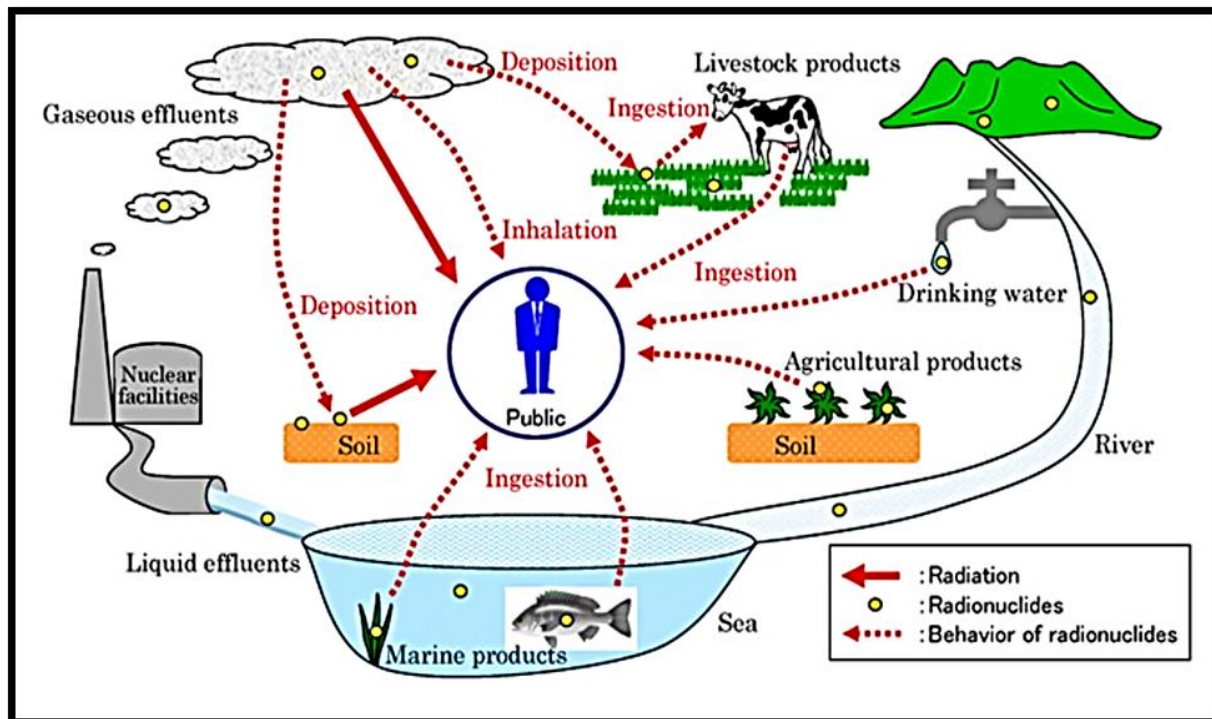 Deposition
Livestock products
Ingestion
Gaseous effluents
Inhalation
Ingestion
Drinking water
Deposition
Agricultural products
Nuclear
facilities
Public
Soil
Soil
River
Ingestion
Liquid effluents
Sea
Marine products
:Radiation
:Radionuclides
:Behavior of radionuclides